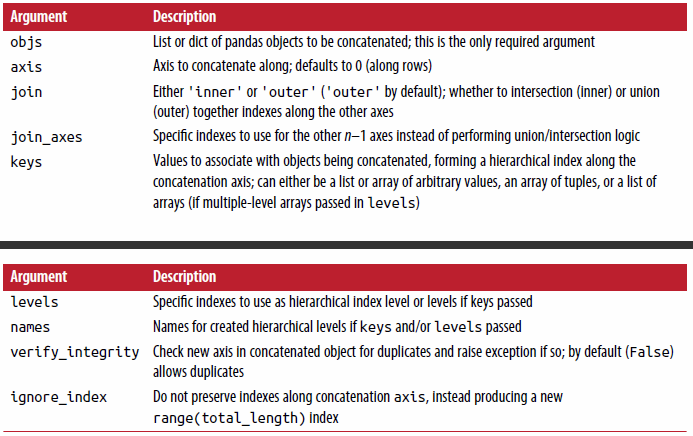 Argument Description
objs List or dict of pandas objects to be concatenated; this is the only required argument
axis Axis to concatenate along; defaults to 0 (along rows)
join Either 'inner' or 'outer' ('outer' by default); whether to intersection (inner) or union
(outer) together indexes along the other axes
join_axes Specific indexes to use for the other n–1 axes instead of performing union/intersection logic
keys Values to associate with objects being concatenated, forming a hierarchical index along the
concatenation axis; can either be a list or array of arbitrary values, an array of tuples, or a list of
arrays (if multiple-level arrays passed in levels)
Argument Description
levels Specific indexes to use as hierarchical index level or levels if keys passed
names Names for created hierarchical levels if keys and/or levels passed
verify_integrity Check new axis in concatenated object for duplicates and raise exception if so; by default (False)
allows duplicates
ignore_index Do not preserve indexes along concatenation axis, instead producing a new
range(total_length) index